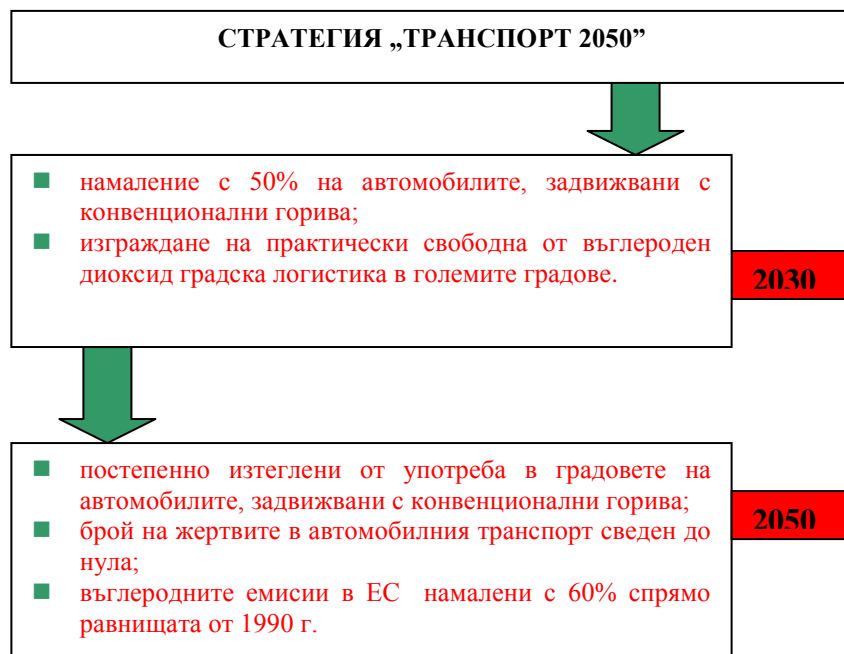 СТРАТЕГИЯ „ТРАНСПОРТ 2050”
намаление с 50% на автомобилите, задвижвани с
конвенционални горива;
изграждане на практически свободна от въглероден
диоксид градска логистика в големите градове.
2030
постепенно изтеглени от употреба в градовете на
автомобилите, задвижвани с конвенционални горива;
брой на жертвите в автомобилния транспорт сведен до
нула;
въглеродните емисии в ЕС намалени с 60% спрямо
равнищата от 1990 г.
2050